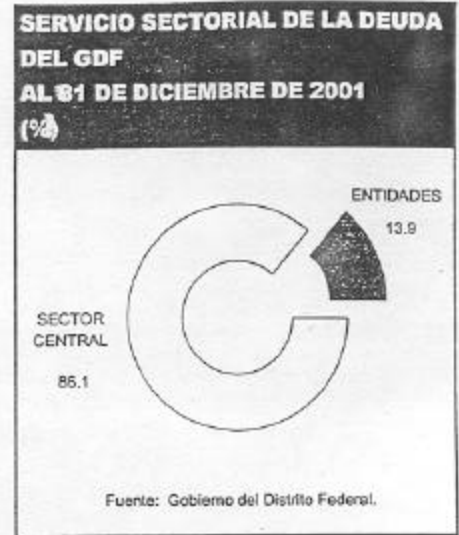 SERVICIO SECTORIAL DE LA DEUDA
DEL GDF
AL 31 DE DICIEMBRE DE 2001
(%)
ENTIDADES
13.9
SECTOR
CENTRAL
86.1
Fuente: Gobierno del Distrito Federal.